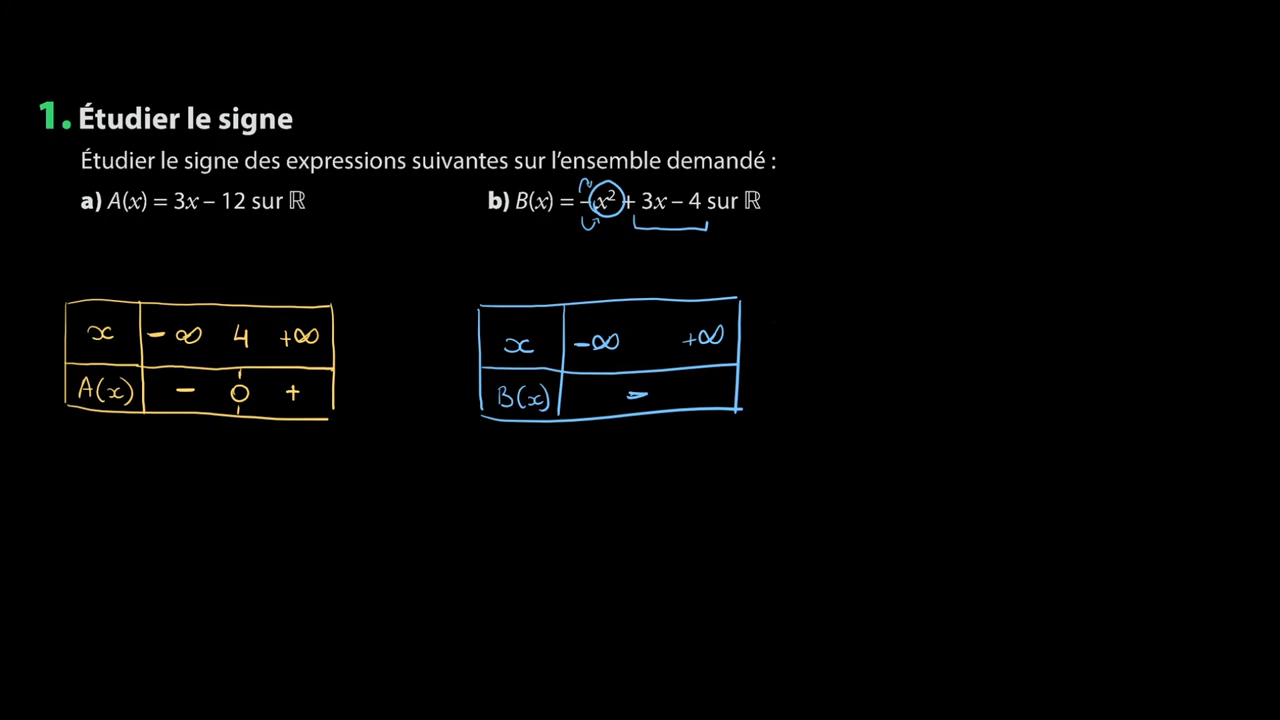 1. Étudier le signe
Étudier le signe des expressions suivantes sur l’ensemble demandé :
a) A(x) = 3x – 12 sur ℝ
b) B(x) = –x² + 3x – 4 sur ℝ
x – ∞ 4 +∞
A(x) – 0 +
x –∞ +∞
B(x) –